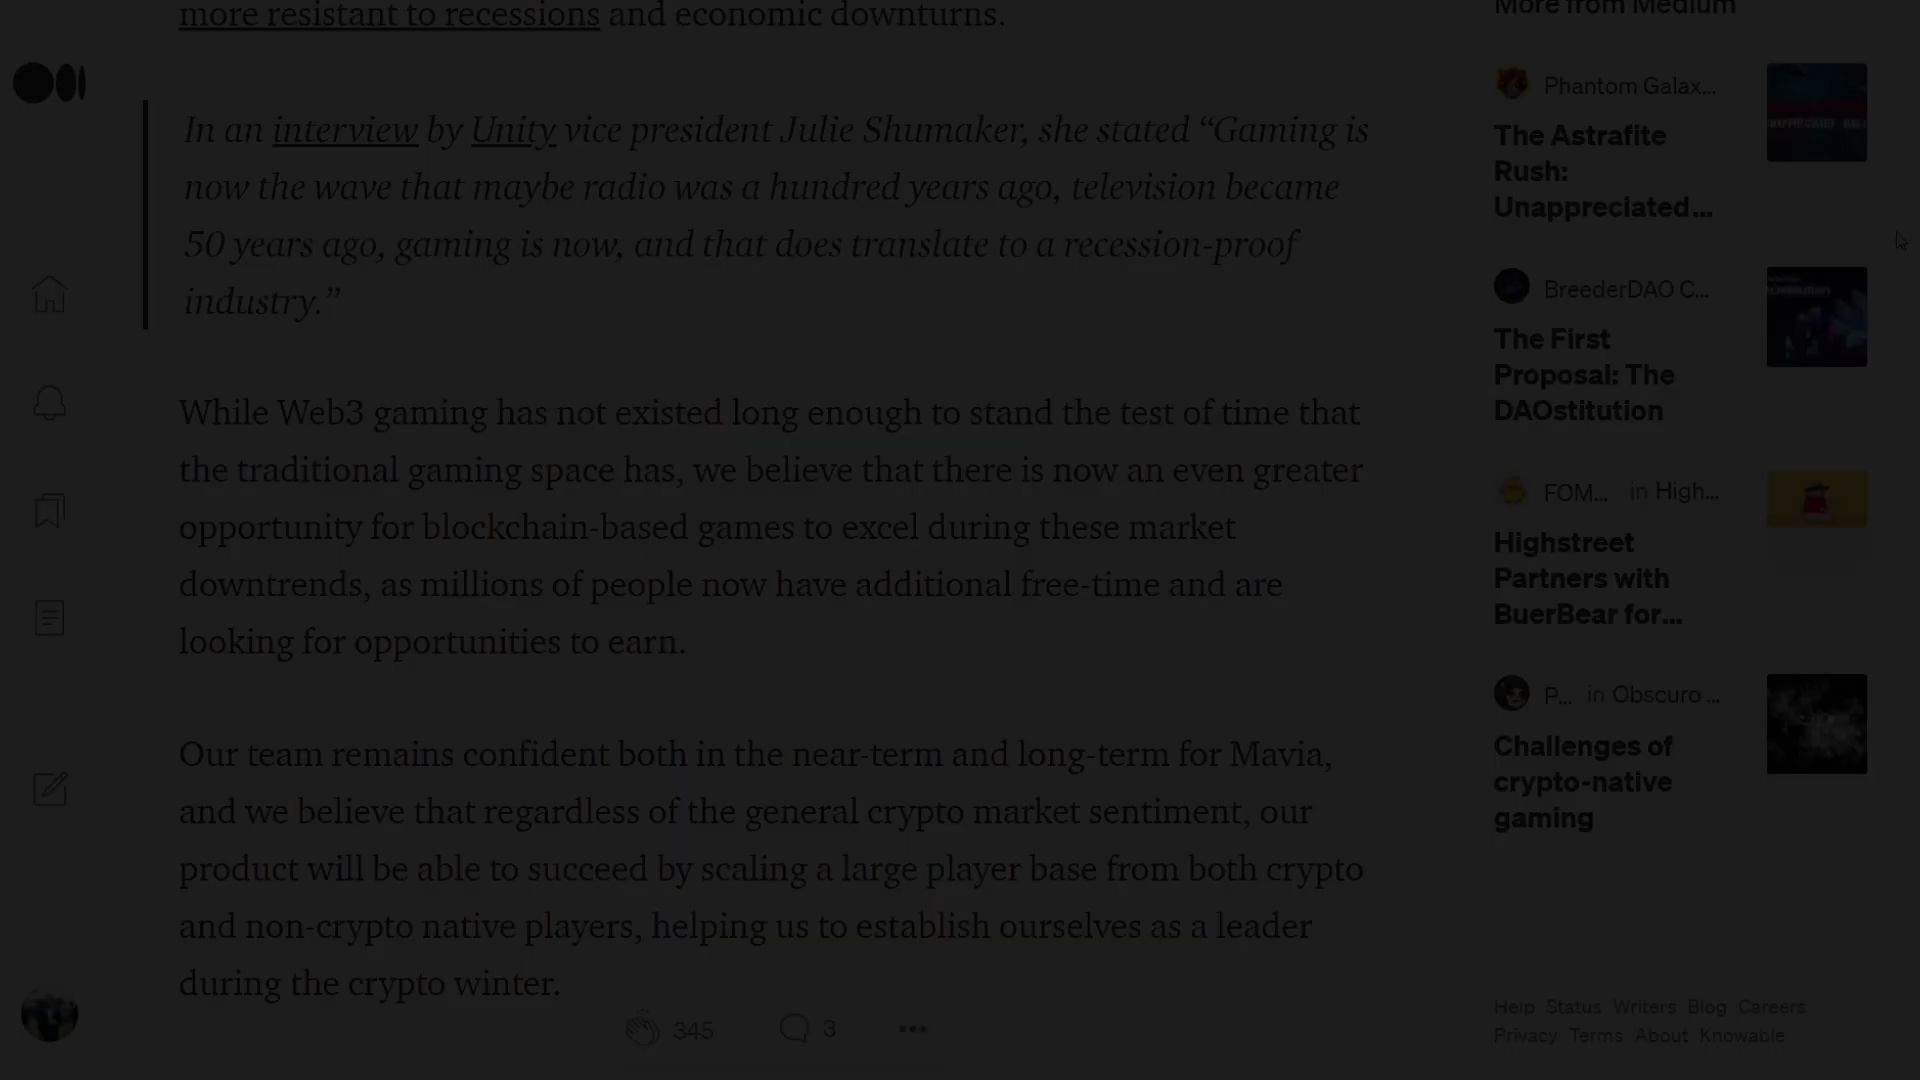 more resistant to recessions and economic downturns.
In an interview by Unity vice president Julie Shumaker, she stated “Gaming is
now the wave that maybe radio was a hundred years ago, television became
50 years ago, gaming is now, and that does translate to a recession-proof
industry.”
While Web3 gaming has not existed long enough to stand the test of time that
the traditional gaming space has, we believe that there is now an even greater
opportunity for blockchain-based games to excel during these market
downtrends, as millions of people now have additional free-time and are
looking for opportunities to earn.
Our team remains confident both in the near-term and long-term for Mavia,
and we believe that regardless of the general crypto market sentiment, our
product will be able to succeed by scaling a large player base from both crypto
and non-crypto native players, helping us to establish ourselves as a leader
during the crypto winter.
345 3
More from Medium
Phantom Galax...
The Astrafite
Rush:
Unappreciated...
BreederDAO C...
The First
Proposal: The
DAOstitution
FOM... in High...
Highstreet
Partners with
BuerBear for...
P... in Obscuro ...
Challenges of
crypto-native
gaming
Help Status Writers Blog Careers
Privacy Terms About Knowable